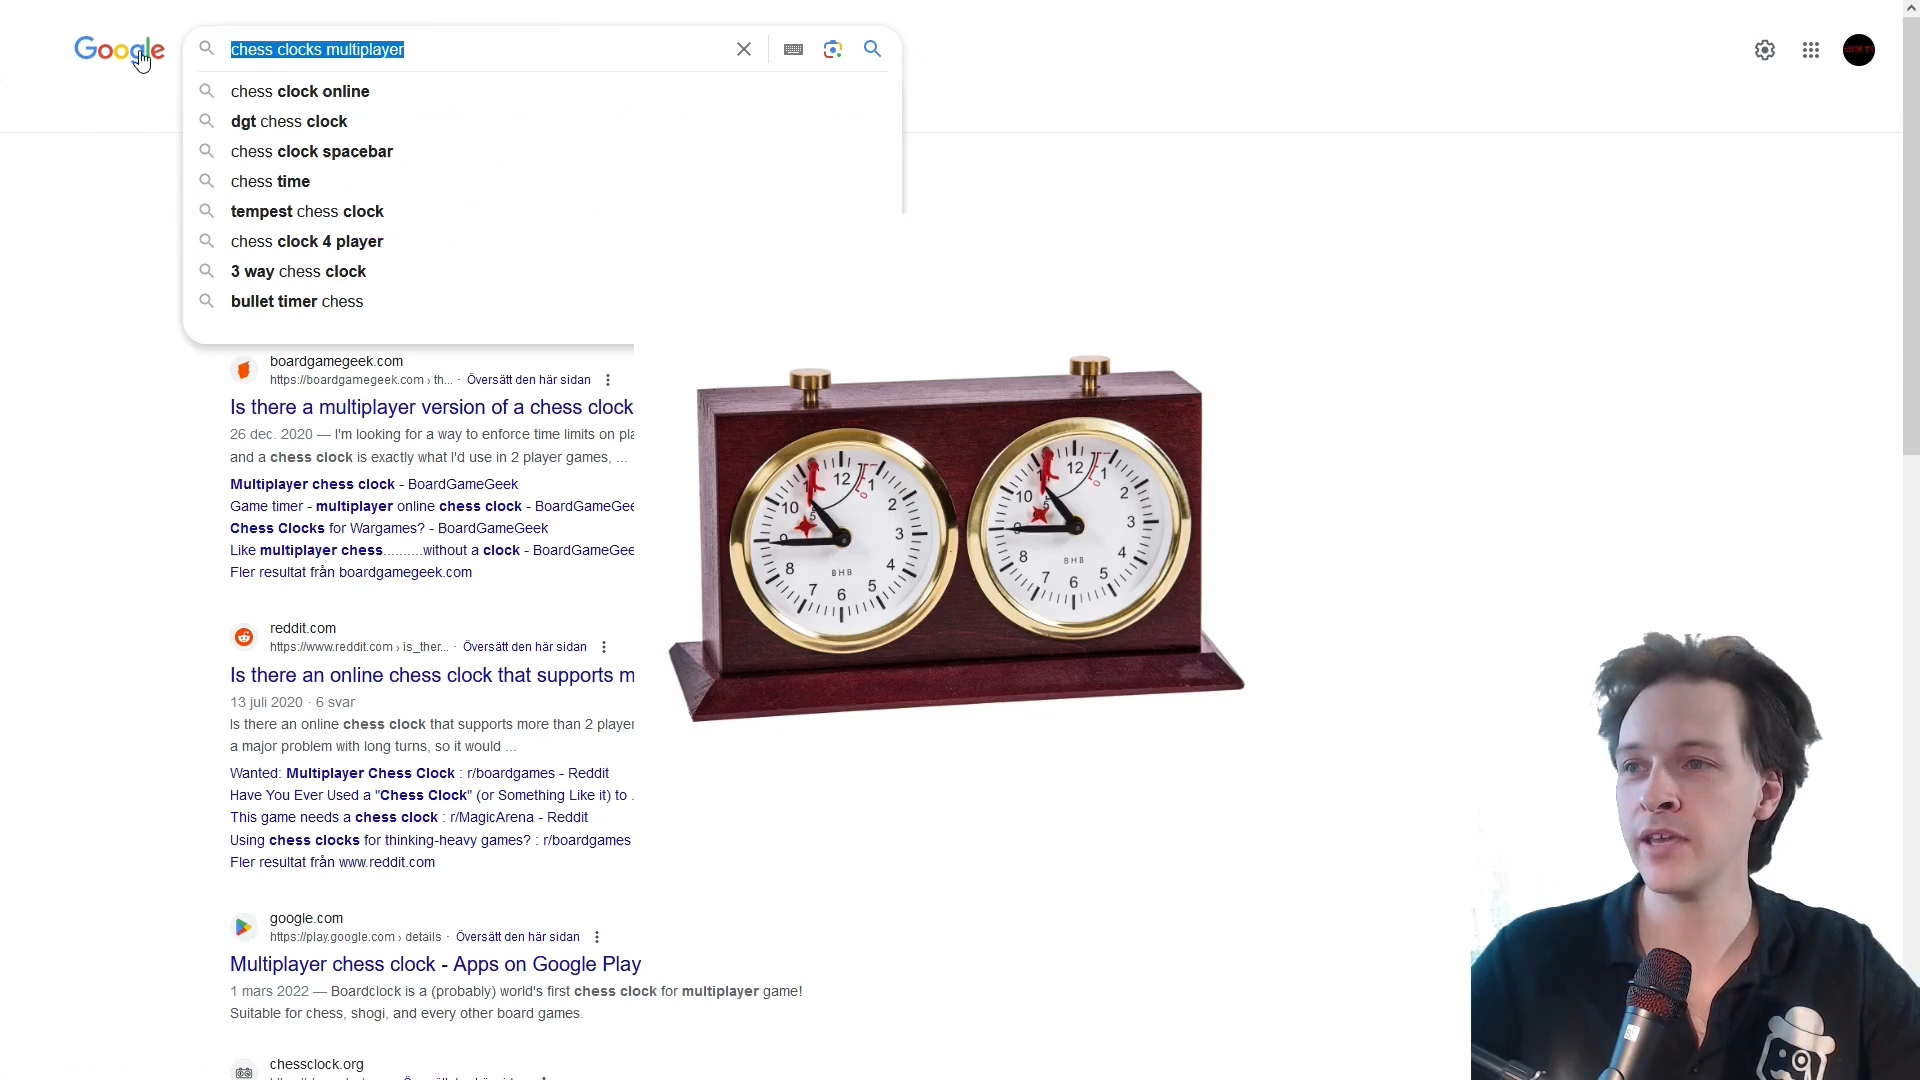 Google
chess clocks multiplayer
chess clock online
dgt chess clock
chess clock spacebar
chess time
tempest chess clock
chess clock 4 player
3 way chess clock
bullet timer chess
boardgamegeek.com
https://boardgamegeek.com › th... · Översätt den här sidan
Is there a multiplayer version of a chess clock
26 dec. 2020 — I'm looking for a way to enforce time limits on
and a chess clock is exactly what I'd use in 2 player games, ...
Multiplayer chess clock - BoardGameGeek
Game timer - multiplayer online chess clock -
Chess Clocks for Wargames? - BoardGameGeek
Like multiplayer chess..........without a clock -
Fler resultat från boardgamegeek.com
reddit.com
https://www.reddit.com › is_ther... · Översätt den här sidan
Is there an online chess clock that supports
13 juli 2020 · 6 svar
Is there an online chess clock that supports more than 2
a major problem with long turns, so it would ...
Wanted: Multiplayer Chess Clock : r/boardgames - Reddit
Have You Ever Used a "Chess Clock" (or Something Like it) to .
This game needs a chess clock : r/MagicArena - Reddit
Using chess clocks for thinking-heavy games? : r/boardgames
Fler resultat från www.reddit.com
google.com
https://play.google.com › details · Översätt den här sidan
Multiplayer chess clock - Apps on Google Play
1 mars 2022 — Boardclock is a (probably) world's first chess clock for multiplayer game!
Suitable for chess, shogi, and every other board games.
chessclock.org
12 1 2 3 4 5 6 7 8 10
BHB
12 1 2 3 4 5 6 7 8 10
BHB